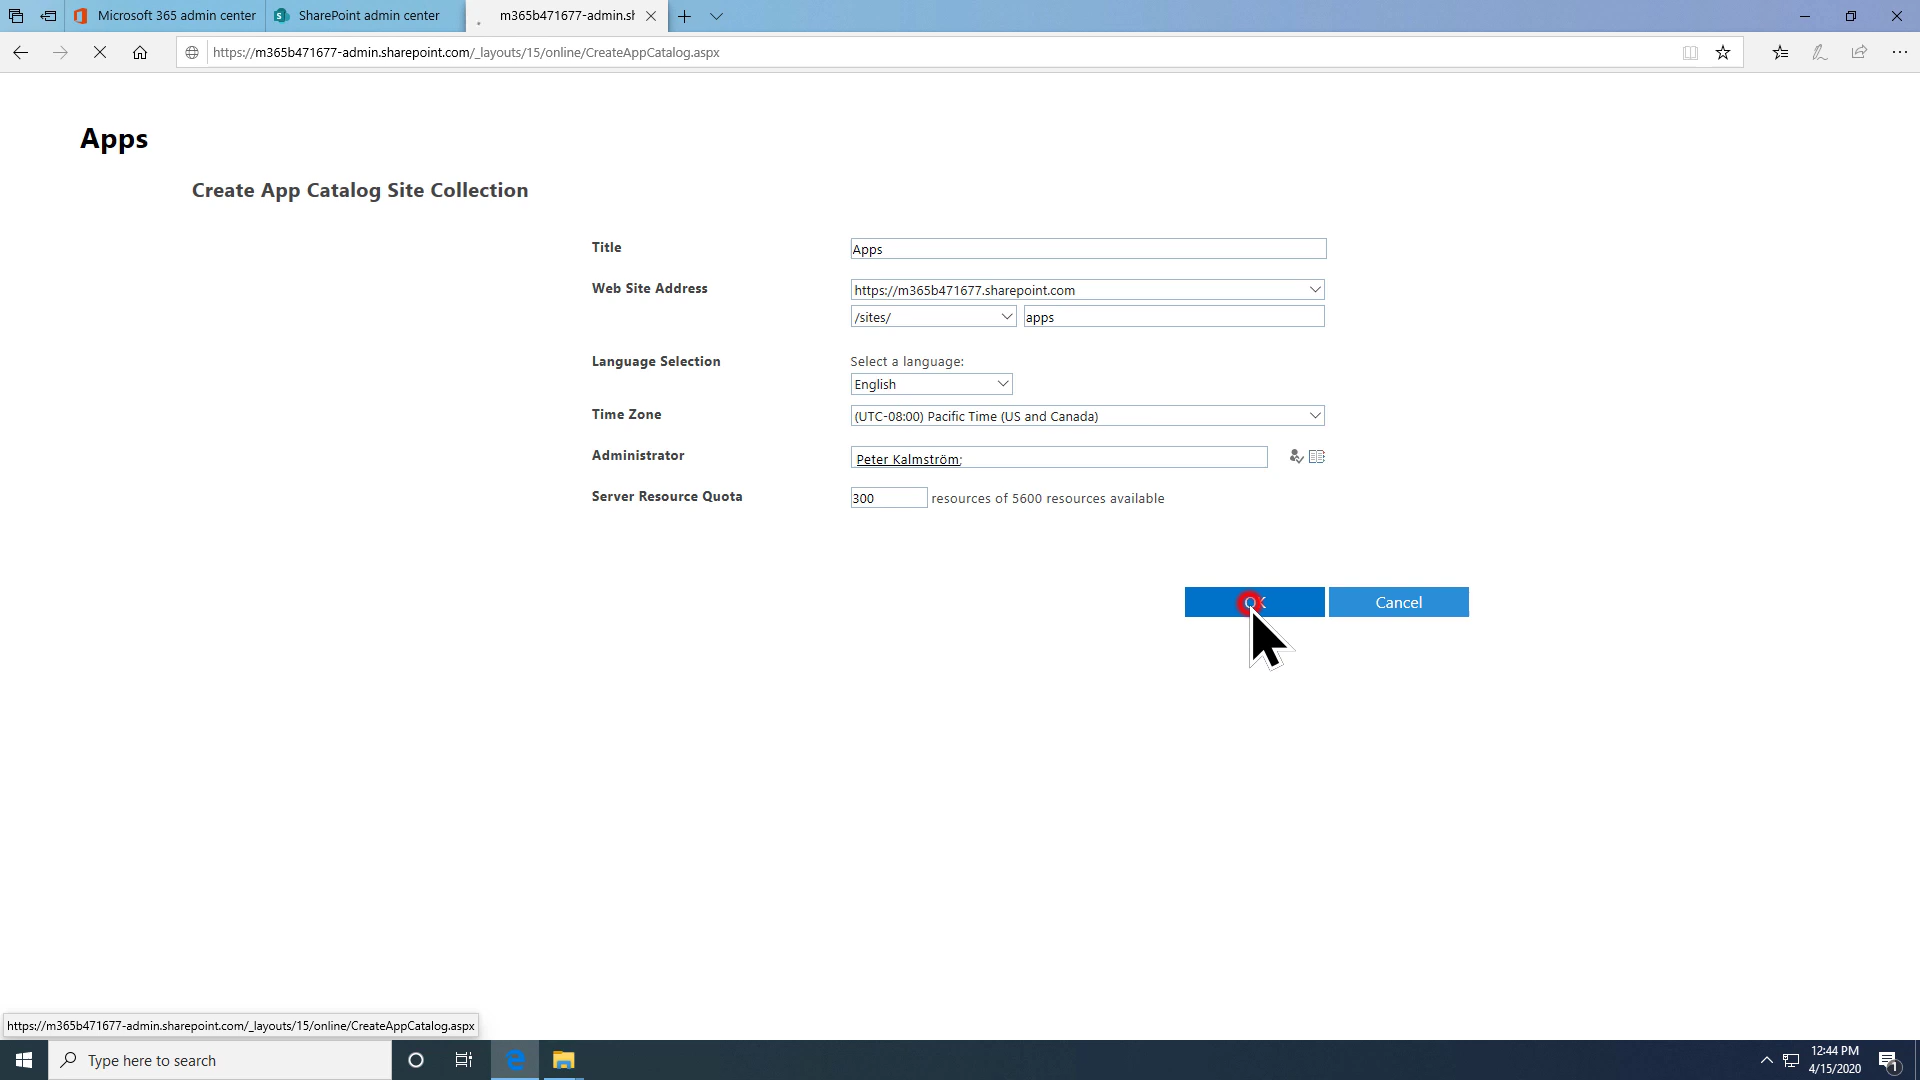 Microsoft 365 admin center
SharePoint admin center
m365b471677-admin.sh
https://m365b471677-admin.sharepoint.com/_layouts/15/online/CreateAppCatalog.aspx
Apps
Create App Catalog Site Collection
Title
Apps
Web Site Address
https://m365b471677.sharepoint.com
/sites/
apps
Language Selection
Select a language:
English
Time Zone
(UTC-08:00) Pacific Time (US and Canada)
Administrator
Peter Kalmström;
Server Resource Quota
300
resources of 5600 resources available
OK
Cancel
https://m365b471677-admin.sharepoint.com/_layouts/15/online/CreateAppCatalog.aspx
Type here to search
12:44 PM
4/15/2020
1